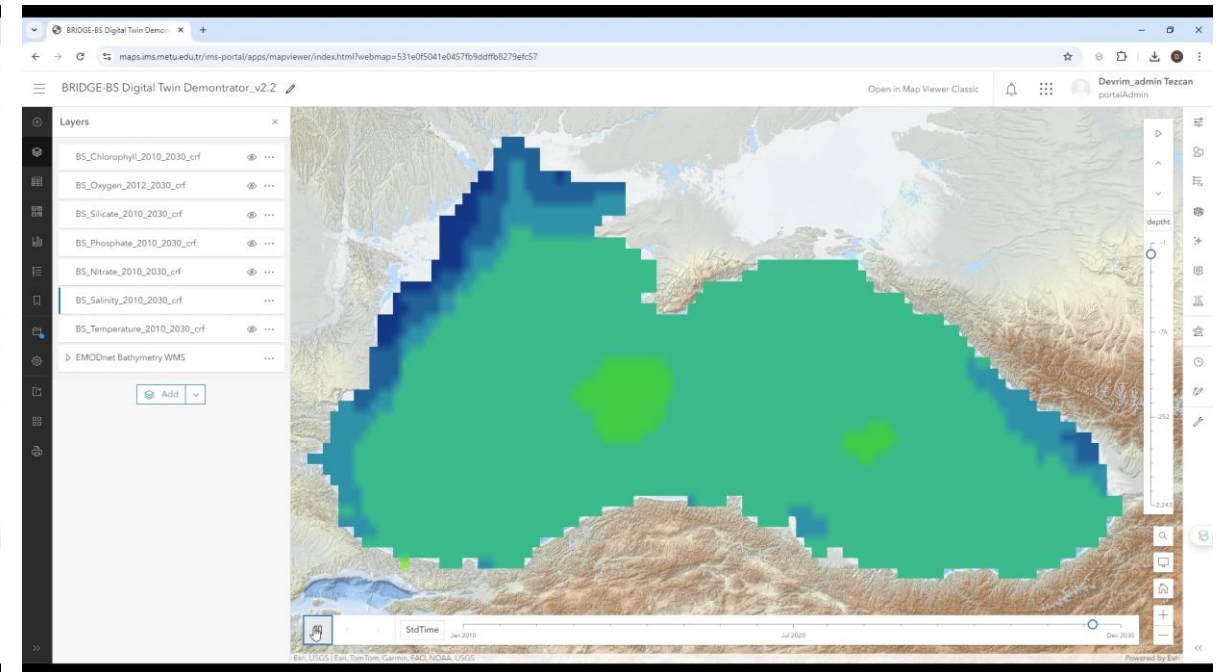 BRIDGE-BS Digital Twin Demon
maps.ims.metu.edu.tr/ims-portal/apps/mapviewer/index.html?webmap=531e0f5041e0457fb9ddffb8279efc57
BRIDGE-BS Digital Twin Demontrator_v2.2
Open in Map Viewer Classic
Devrim_admin Tezcan
portalAdmin
Layers
BS_Chlorophyll_2010_2030_crf
BS_Oxygen_2012_2030_crf
BS_Silicate_2010_2030_crf
BS_Phosphate_2010_2030_crf
BS_Nitrate_2010_2030_crf
BS_Salinity_2010_2030_crf
BS_Temperature_2010_2030_crf
EMODnet Bathymetry WMS
Add
deptht
-1
-76
-252
-2,243
StdTime
Jan 2010
Jul 2020
Dec 2030
Esri, USGS | Esri, TomTom, Garmin, FAO, NOAA, USGS
Powered by Esri